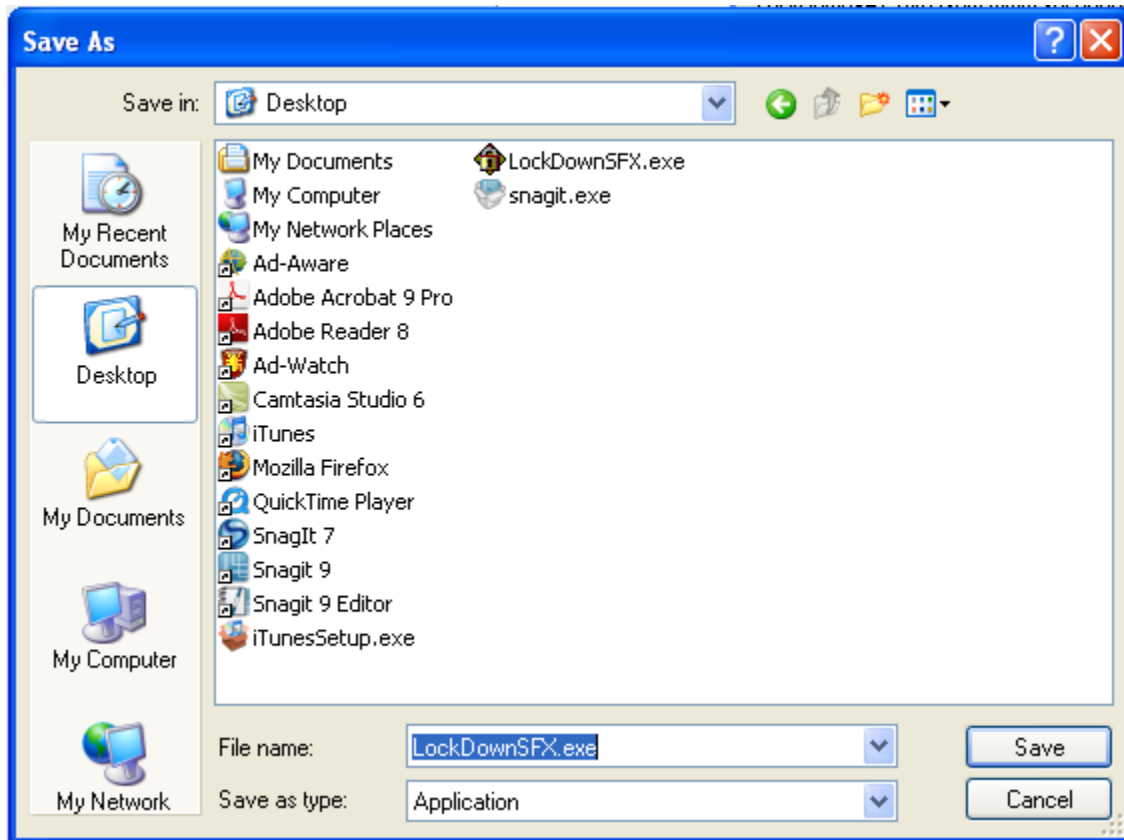 Save As
Save in:
Desktop
My Recent
Documents
Desktop
My Documents
My Computer
My Network
My Documents
My Computer
My Network Places
Ad-Aware
Adobe Acrobat 9 Pro
Adobe Reader 8
Ad-Watch
Camtasia Studio 6
iTunes
Mozilla Firefox
QuickTime Player
SnagIt 7
Snagit 9
Snagit 9 Editor
iTunesSetup.exe
LockDownSFX.exe
snagit.exe
File name:
LockDownSFX.exe
Save
Save as type:
Application
Cancel